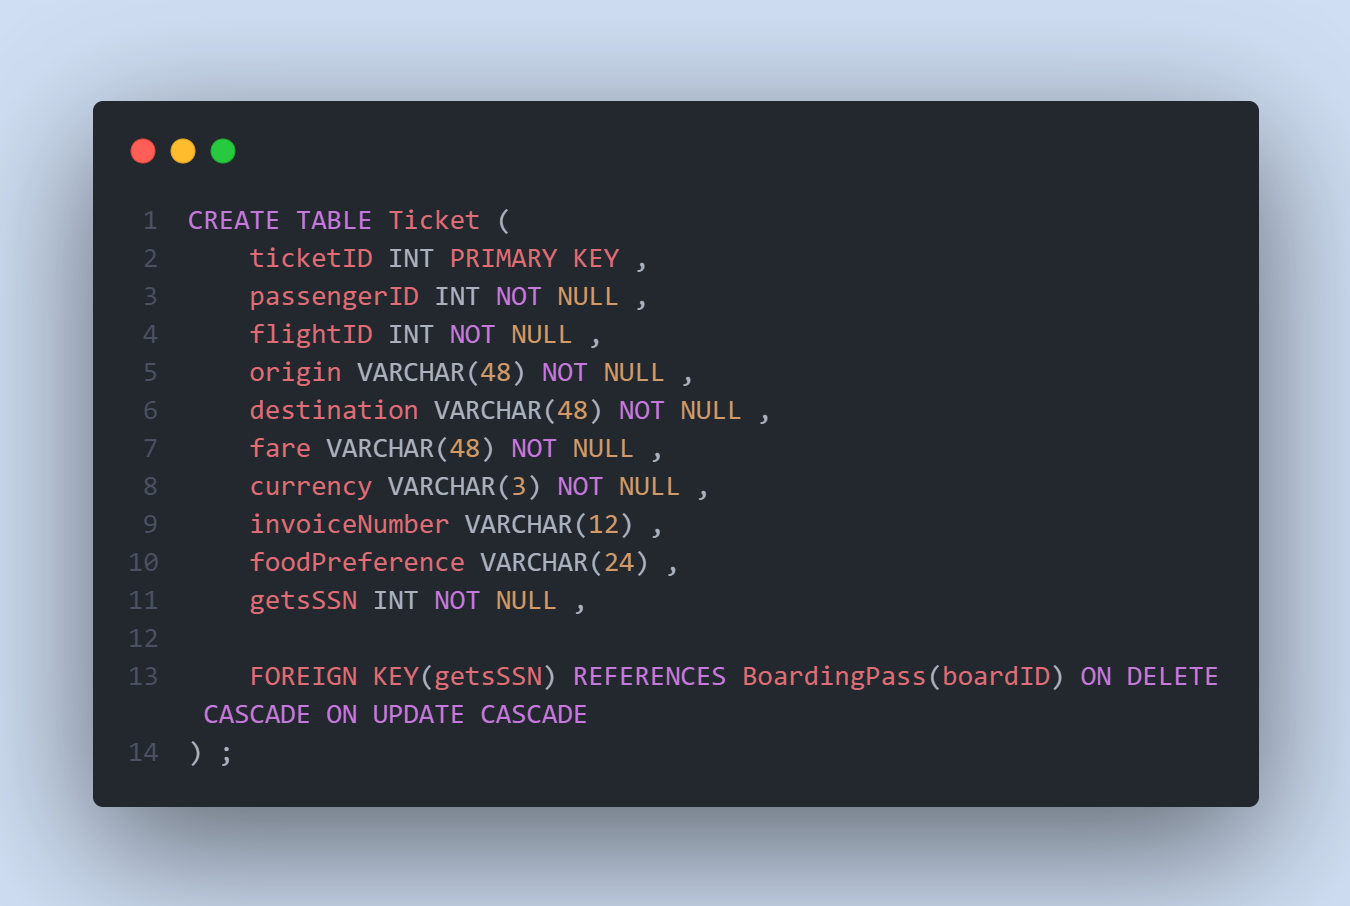 1 CREATE TABLE Ticket (
2     ticketID INT PRIMARY KEY ,
3     passengerID INT NOT NULL ,
4     flightID INT NOT NULL ,
5     origin VARCHAR(48) NOT NULL ,
6     destination VARCHAR(48) NOT NULL ,
7     fare VARCHAR(48) NOT NULL ,
8     currency VARCHAR(3) NOT NULL ,
9     invoiceNumber VARCHAR(12) ,
10     foodPreference VARCHAR(24) ,
11     getsSSN INT NOT NULL ,
12
13     FOREIGN KEY(getsSSN) REFERENCES BoardingPass(boardID) ON DELETE
 CASCADE ON UPDATE CASCADE
14 ) ;